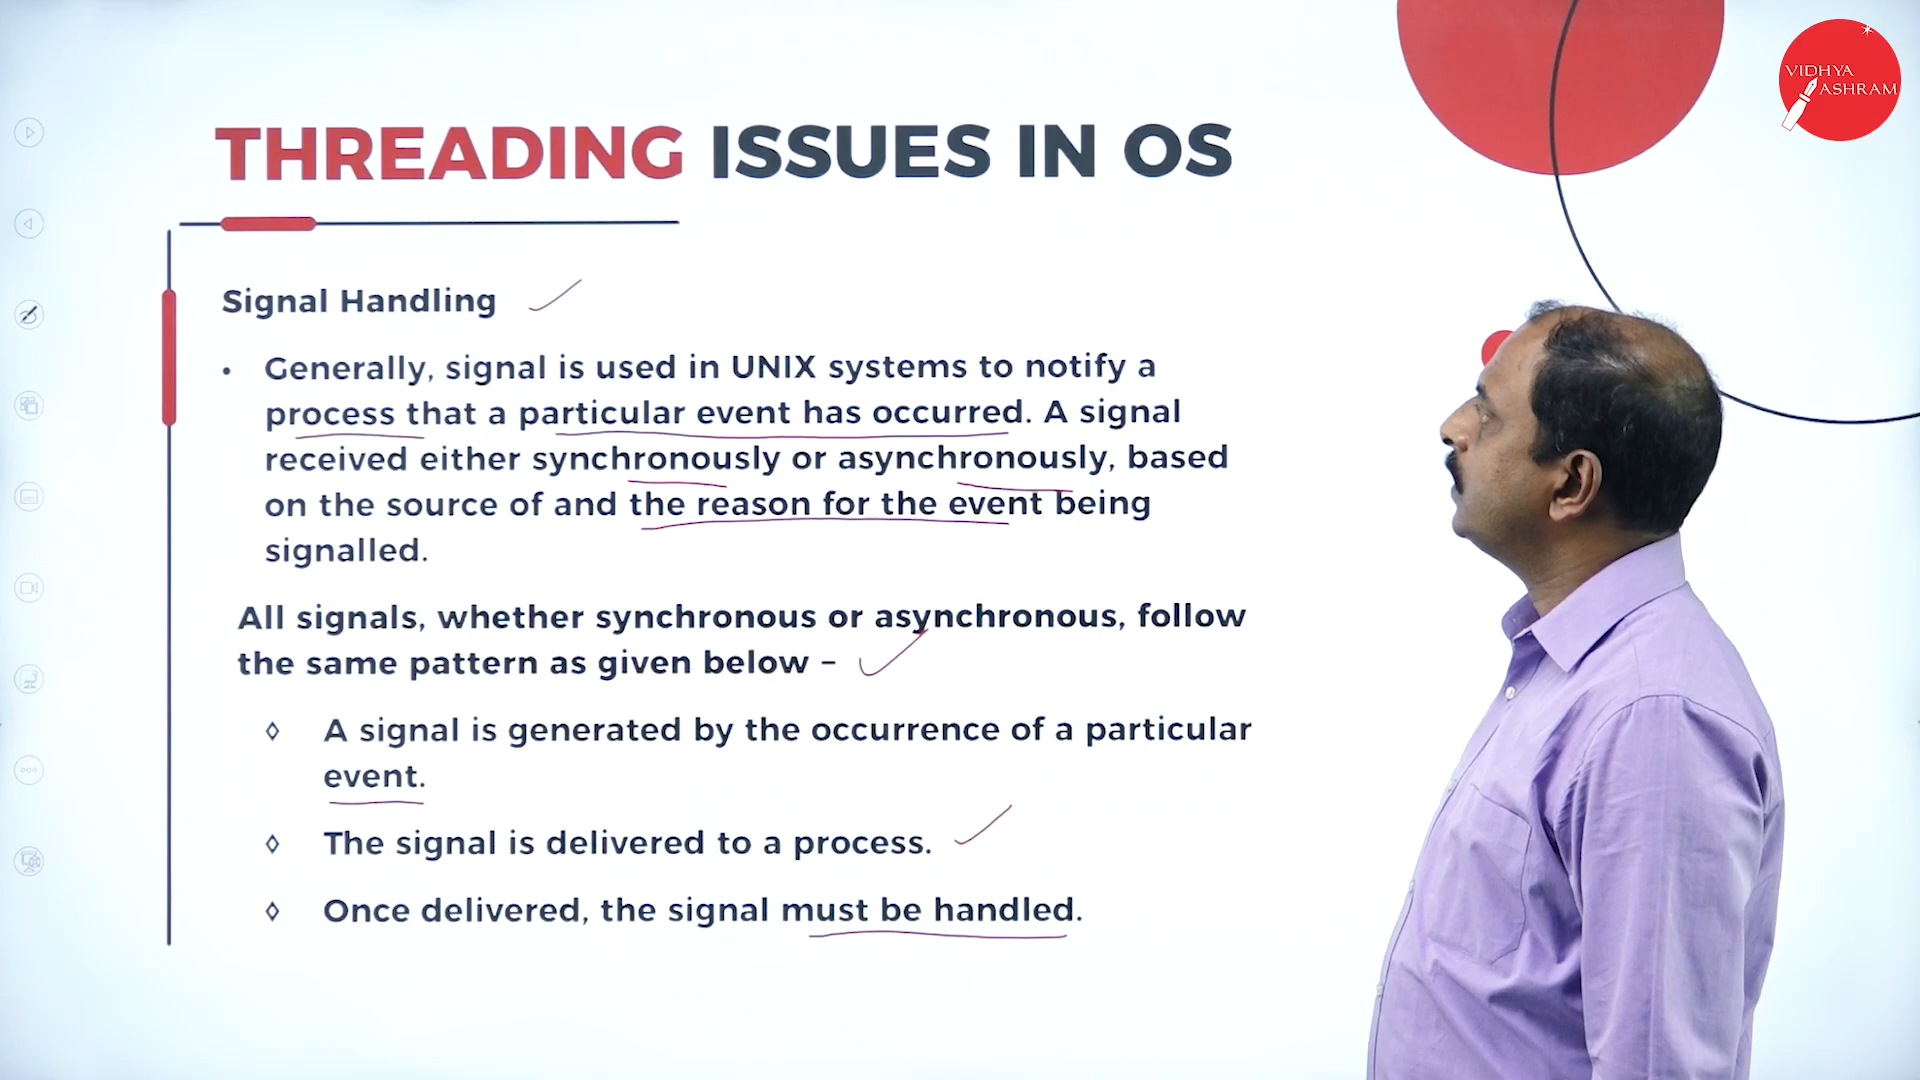 VIDHYA
ASHRAM
THREADING ISSUES IN OS
Signal Handling
• Generally, signal is used in UNIX systems to notify a
process that a particular event has occurred. A signal
received either synchronously or asynchronously, based
on the source of and the reason for the event being
signalled.
All signals, whether synchronous or asynchronous, follow
the same pattern as given below –
◊ A signal is generated by the occurrence of a particular
event.
◊ The signal is delivered to a process.
◊ Once delivered, the signal must be handled.